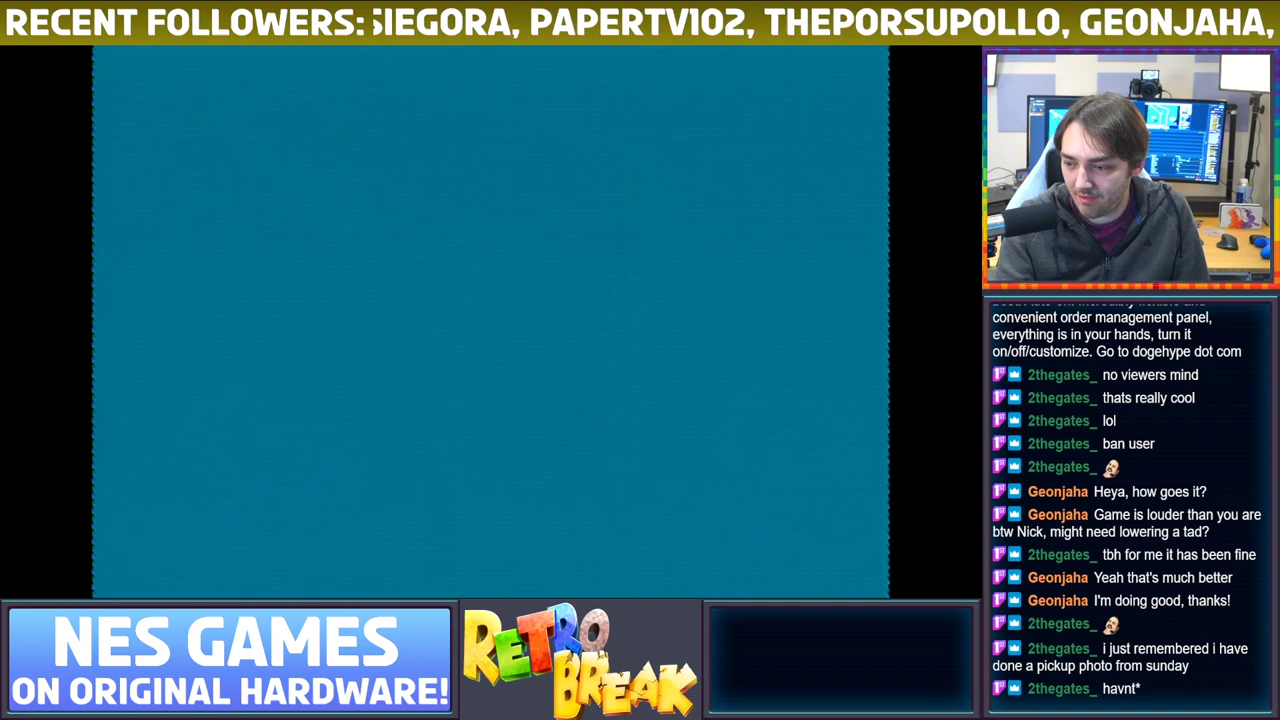 RECENT FOLLOWERS: SIEGORA, PAPERTV102, THEPORSUPOLLO, GEONJAHA,
convenient order management panel,
everything is in your hands, turn it
on/off/customize. Go to dogehype dot com
2thegates_ no viewers mind
2thegates_ thats really cool
2thegates_ lol
2thegates_ ban user
2thegates_
Geonjaha Heya, how goes it?
Geonjaha Game is louder than you are
btw Nick, might need lowering a tad?
2thegates_ tbh for me it has been fine
Geonjaha Yeah that's much better
Geonjaha I'm doing good, thanks!
2thegates_
2thegates_ i just remembered i have
done a pickup photo from sunday
2thegates_ havnt*
NES GAMES
ON ORIGINAL HARDWARE!
RETRO
BREAK